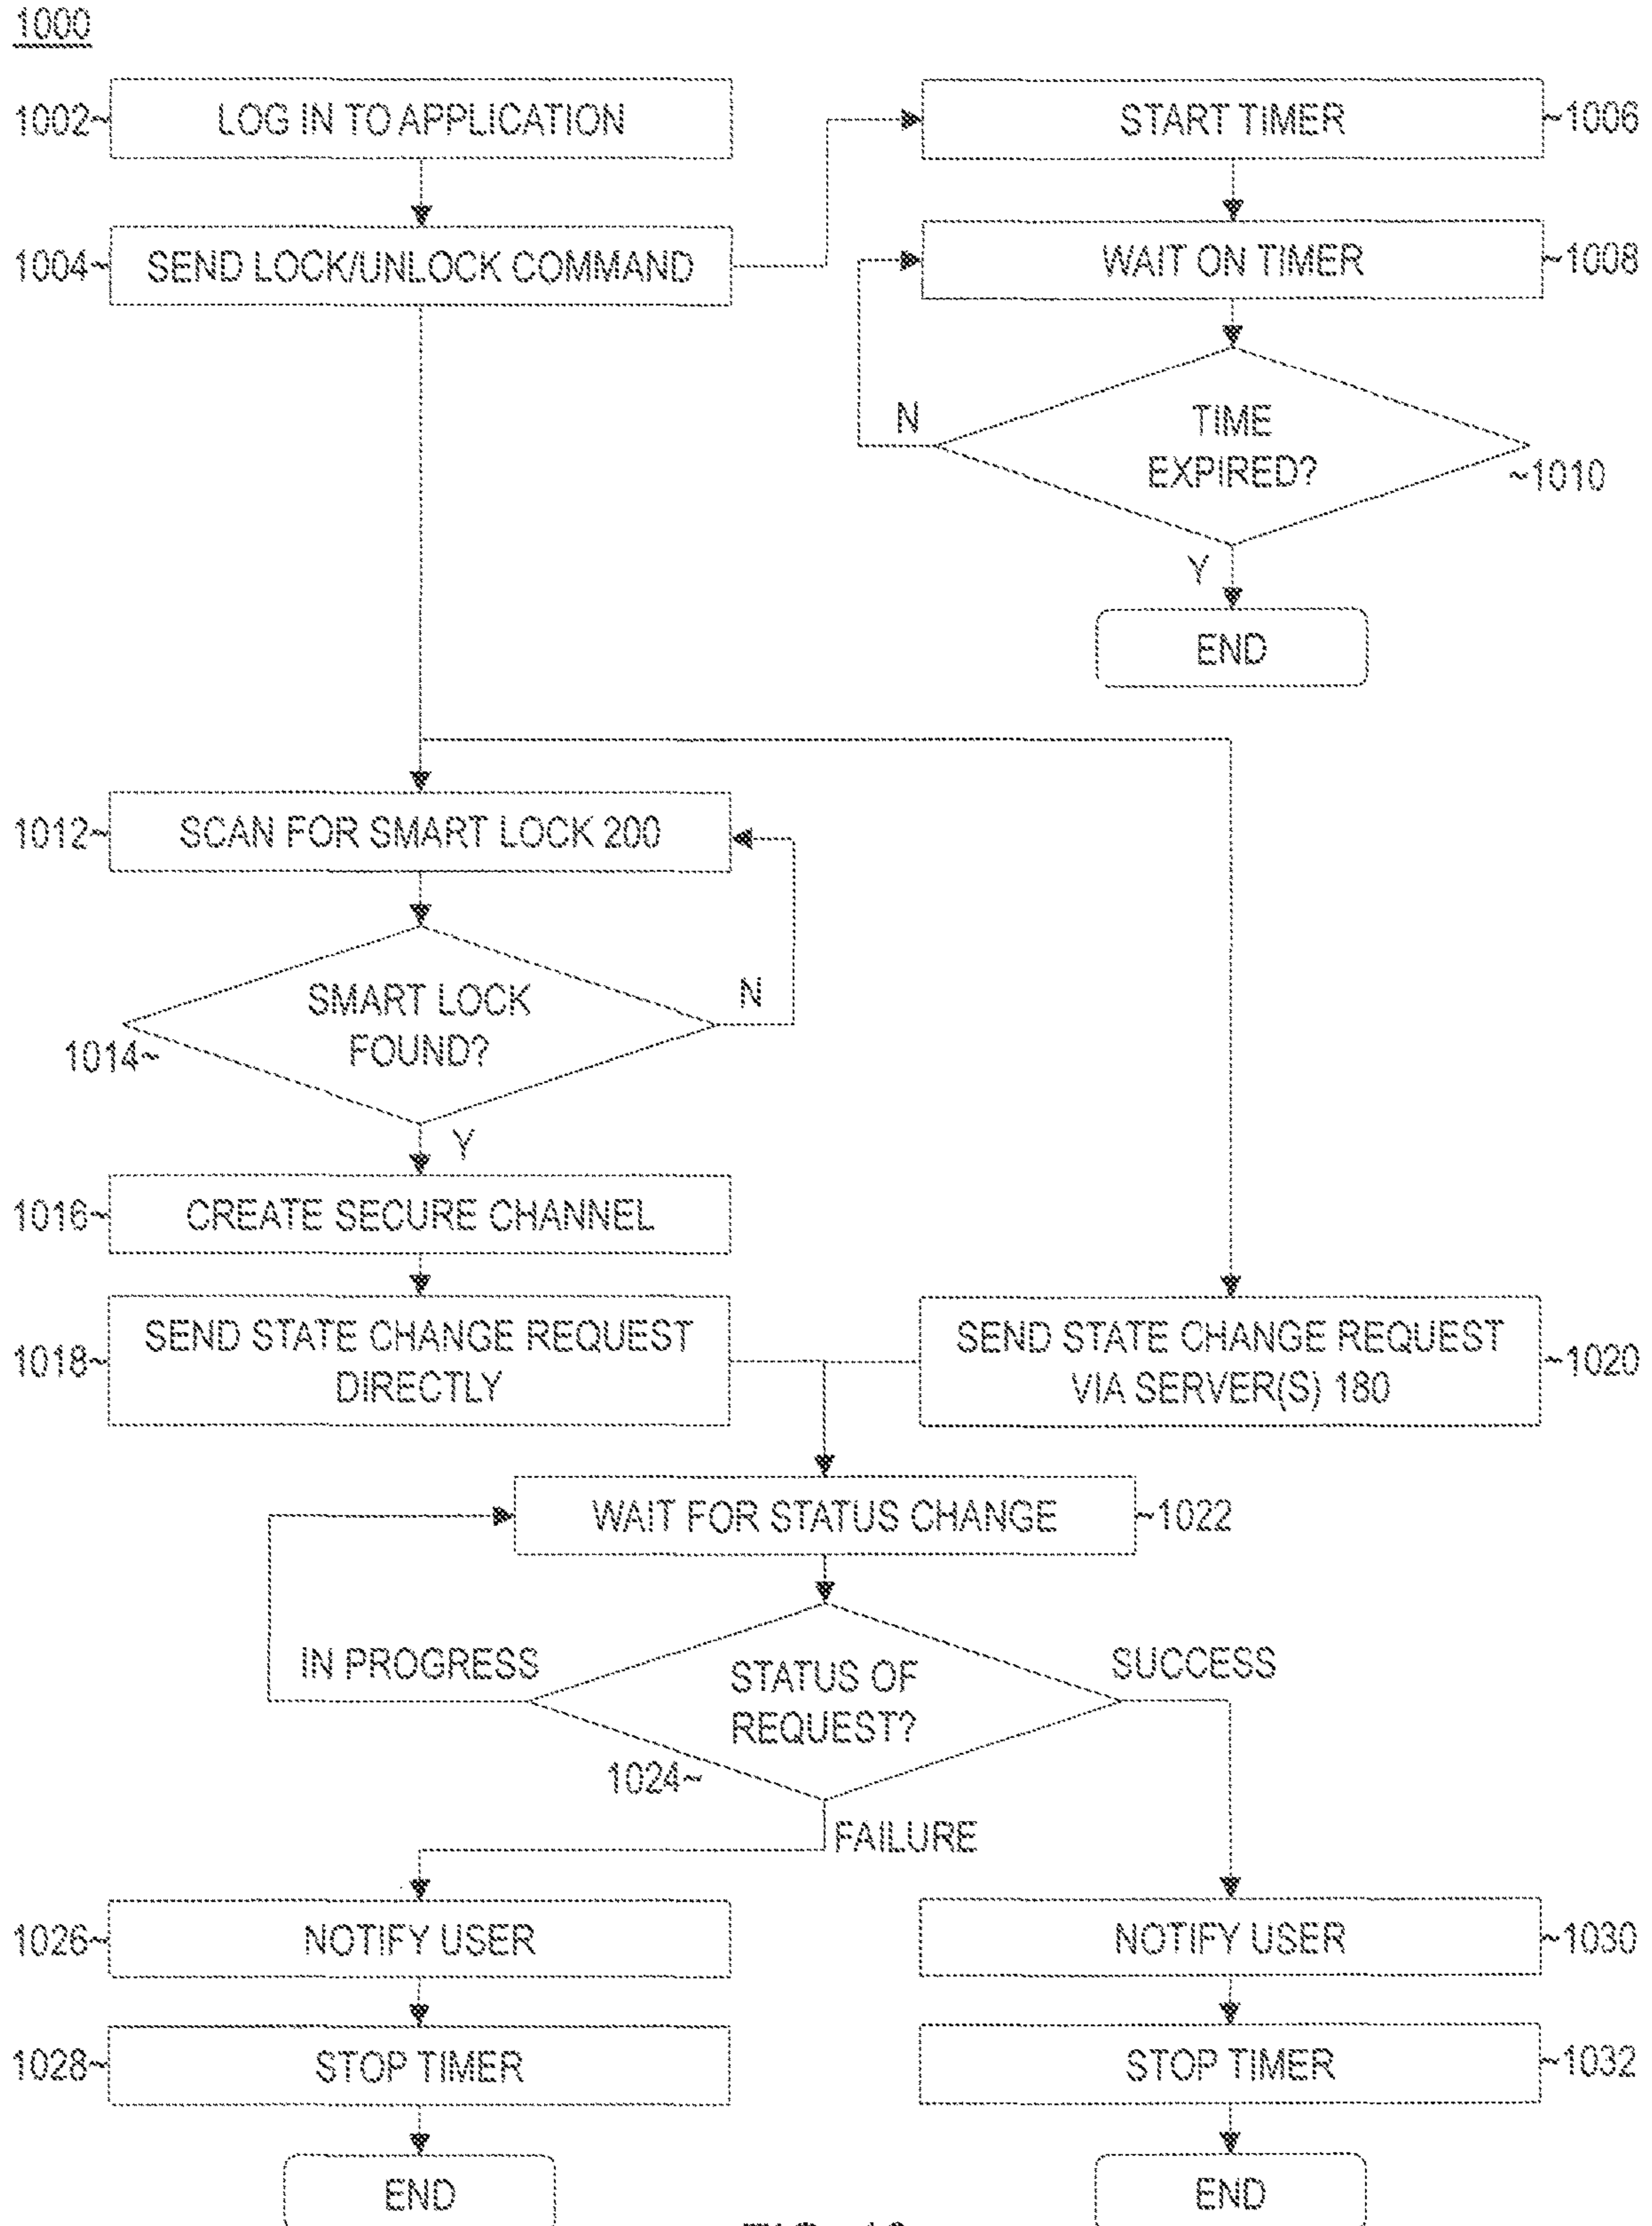 1000
1002~
LOG IN TO APPLICATION
START TIMER
~1006
1004~
SEND LOCK/UNLOCK COMMAND
WAIT ON TIMER
~1008
N
TIME
EXPIRED?
~1010
Y
END
1012~
SCAN FOR SMART LOCK 200
SMART LOCK
FOUND?
N
1014~
Y
1016~
CREATE SECURE CHANNEL
1018~
SEND STATE CHANGE REQUEST
DIRECTLY
SEND STATE CHANGE REQUEST
VIA SERVER(S) 180
~1020
WAIT FOR STATUS CHANGE
~1022
IN PROGRESS
STATUS OF
REQUEST?
SUCCESS
1024~
FAILURE
1026~
NOTIFY USER
NOTIFY USER
~1030
1028~
STOP TIMER
STOP TIMER
~1032
END
END